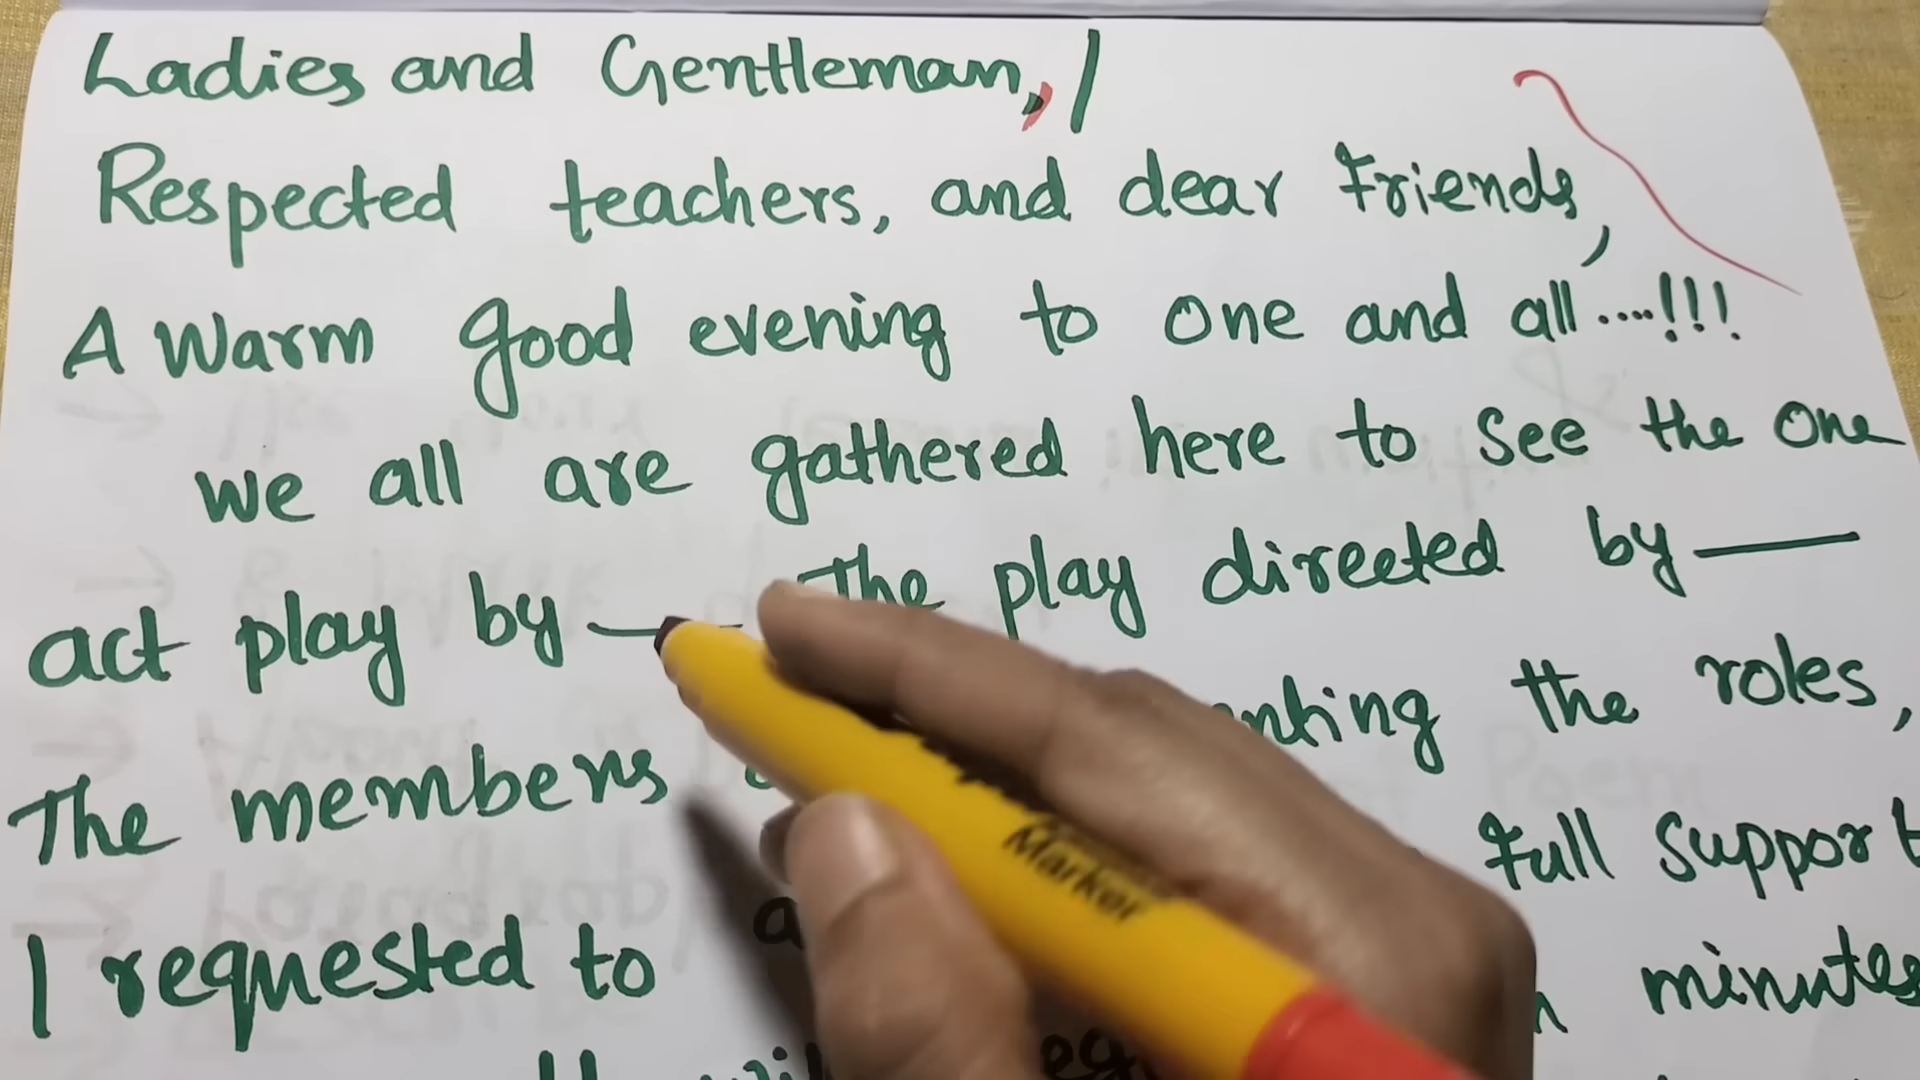 Ladies and Gentleman, /
Respected teachers, and dear friends,
A warm good evening to one and all ....!!!
we all are gathered here to see the one
act play by — The play directed by —
The members the roles,
full support
I requested to minutes
Marker